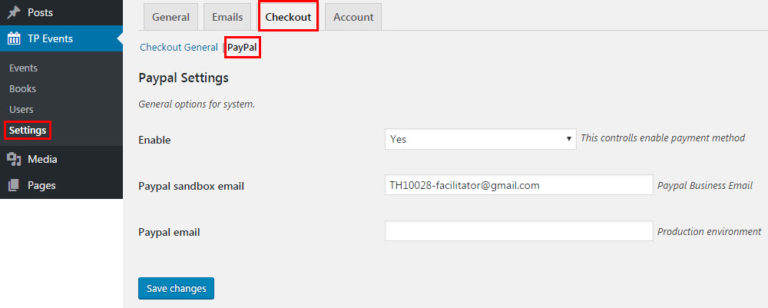 Posts
TP Events
Events
Books
Users
Settings
Media
Pages
General Emails Checkout Account
Checkout General | PayPal
Paypal Settings
General options for system.
Enable Yes This controlls enable payment method
Paypal sandbox email TH10028-facilitator@gmail.com Paypal Business Email
Paypal email Production environment
Save changes